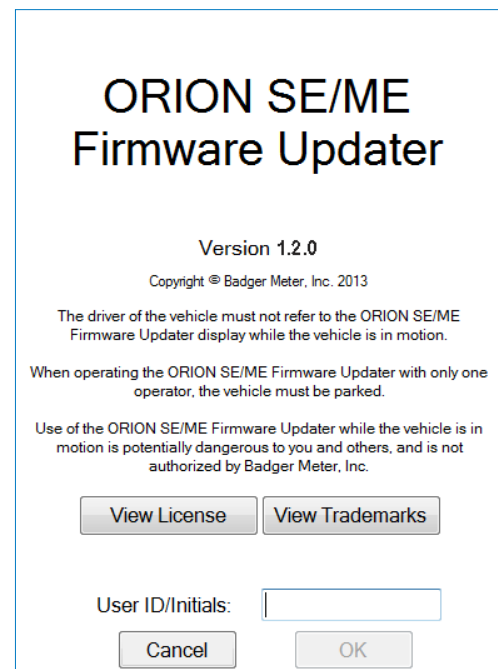 ORION SE/ME
Firmware Updater
Version 1.2.0
Copyright © Badger Meter, Inc. 2013
The driver of the vehicle must not refer to the ORION SE/ME
Firmware Updater display while the vehicle is in motion.
When operating the ORION SE/ME Firmware Updater with only one
operator, the vehicle must be parked.
Use of the ORION SE/ME Firmware Updater while the vehicle is in
motion is potentially dangerous to you and others, and is not
authorized by Badger Meter, Inc.
View License View Trademarks
User ID/Initials:
Cancel OK